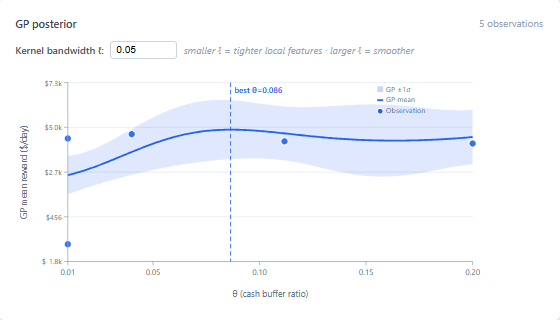 GP posterior
5 observations
Kernel bandwidth ℓ: 0.05 smaller ℓ = tighter local features · larger ℓ = smoother
best θ=0.086
GP ±1σ
GP mean
Observation
$7.3k
$5.0k
$2.7k
$456
$-1.8k
GP mean reward (₤/day)
0.01
0.05
0.10
0.15
0.20
θ (cash buffer ratio)